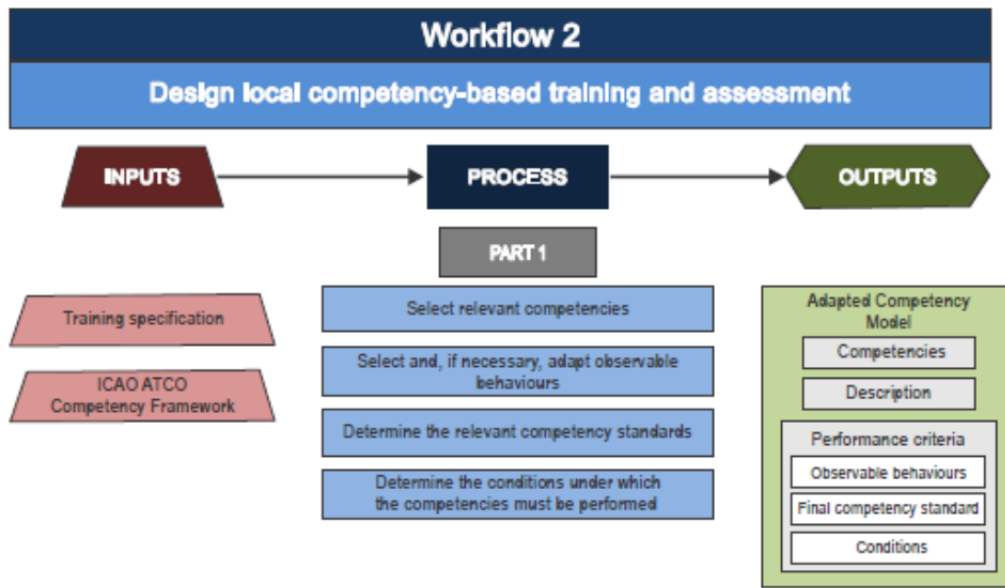 Workflow 2
Design local competency-based training and assessment
INPUTS
PROCESS
OUTPUTS
PART 1
Training specification
ICAO ATCO
Competency Framework
Select relevant competencies
Select and, if necessary, adapt observable
behaviours
Determine the relevant competency standards
Determine the conditions under which
the competencies must be performed
Adapted Competency
Model
Competencies
Description
Performance criteria
Observable behaviours
Final competency standard
Conditions